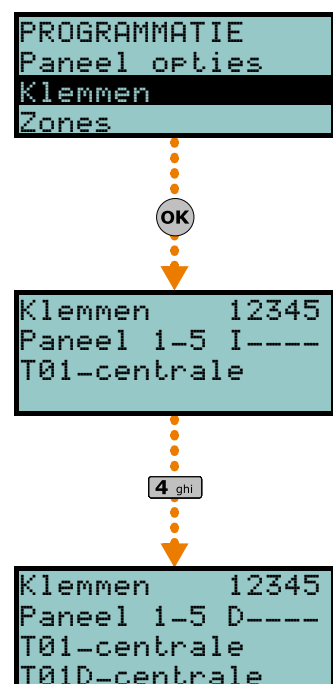 PROGRAMMATIE
Paneel opties
Klemmen
Zones
OK
Klemmen 12345
Paneel 1-5 I----
T01-centrale
4 ghi
Klemmen 12345
Paneel 1-5 D----
T01-centrale
T01D-centrale